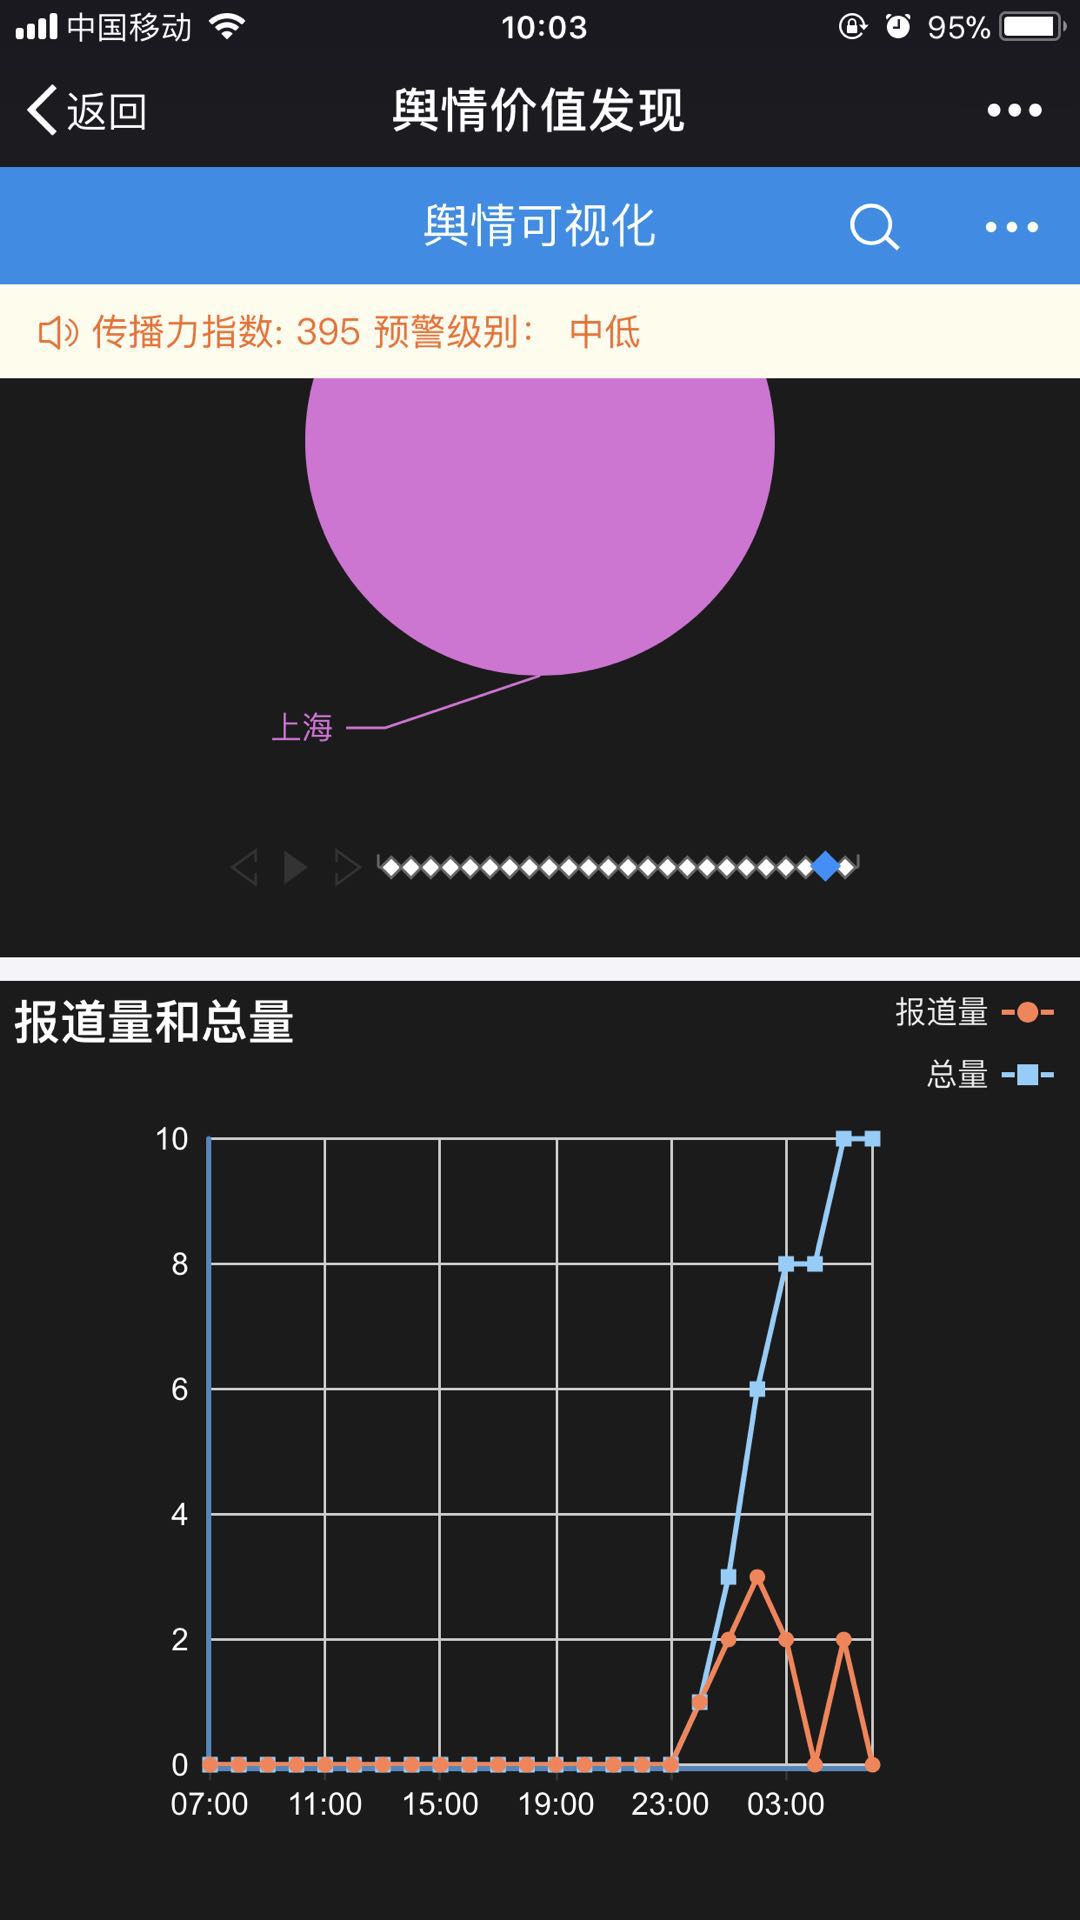 中国移动 10:03 95%
返回 舆情价值发现
舆情可视化
传播力指数: 395 预警级别： 中低
上海
报道量和总量
报道量
总量
10
8
6
4
2
0
07:00 11:00 15:00 19:00 23:00 03:00